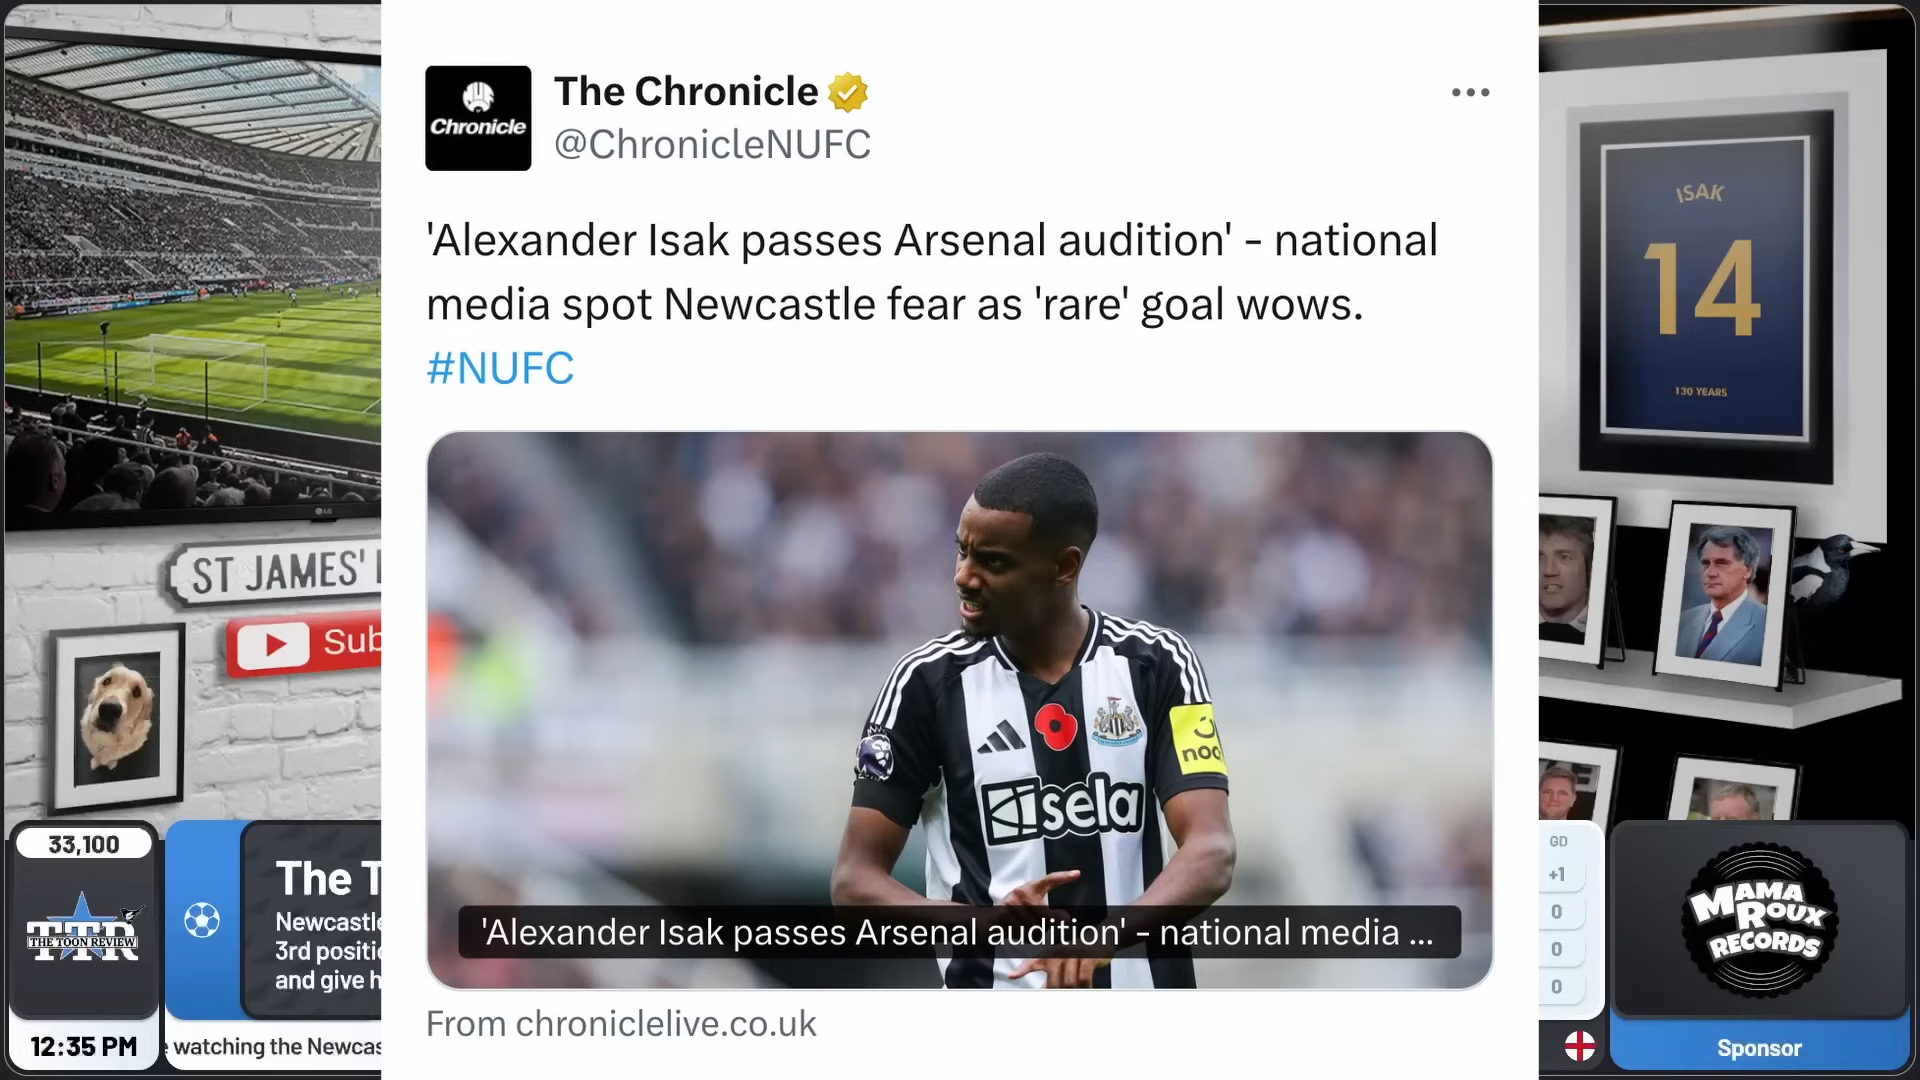 Chronicle
The Chronicle
@ChronicleNUFC
'Alexander Isak passes Arsenal audition' - national
media spot Newcastle fear as 'rare' goal wows.
#NUFC
sela
noo
'Alexander Isak passes Arsenal audition' - national media ...
From chroniclelive.co.uk
LG
ST JAMES'
Sub
33,100
TTR
THE TOON REVIEW
12:35 PM
The T
Newcastle
3rd positi
and give h
watching the Newcas
ISAK
14
130 YEARS
GD
+1
0
0
0
MAMA
ROUX
RECORDS
Sponsor